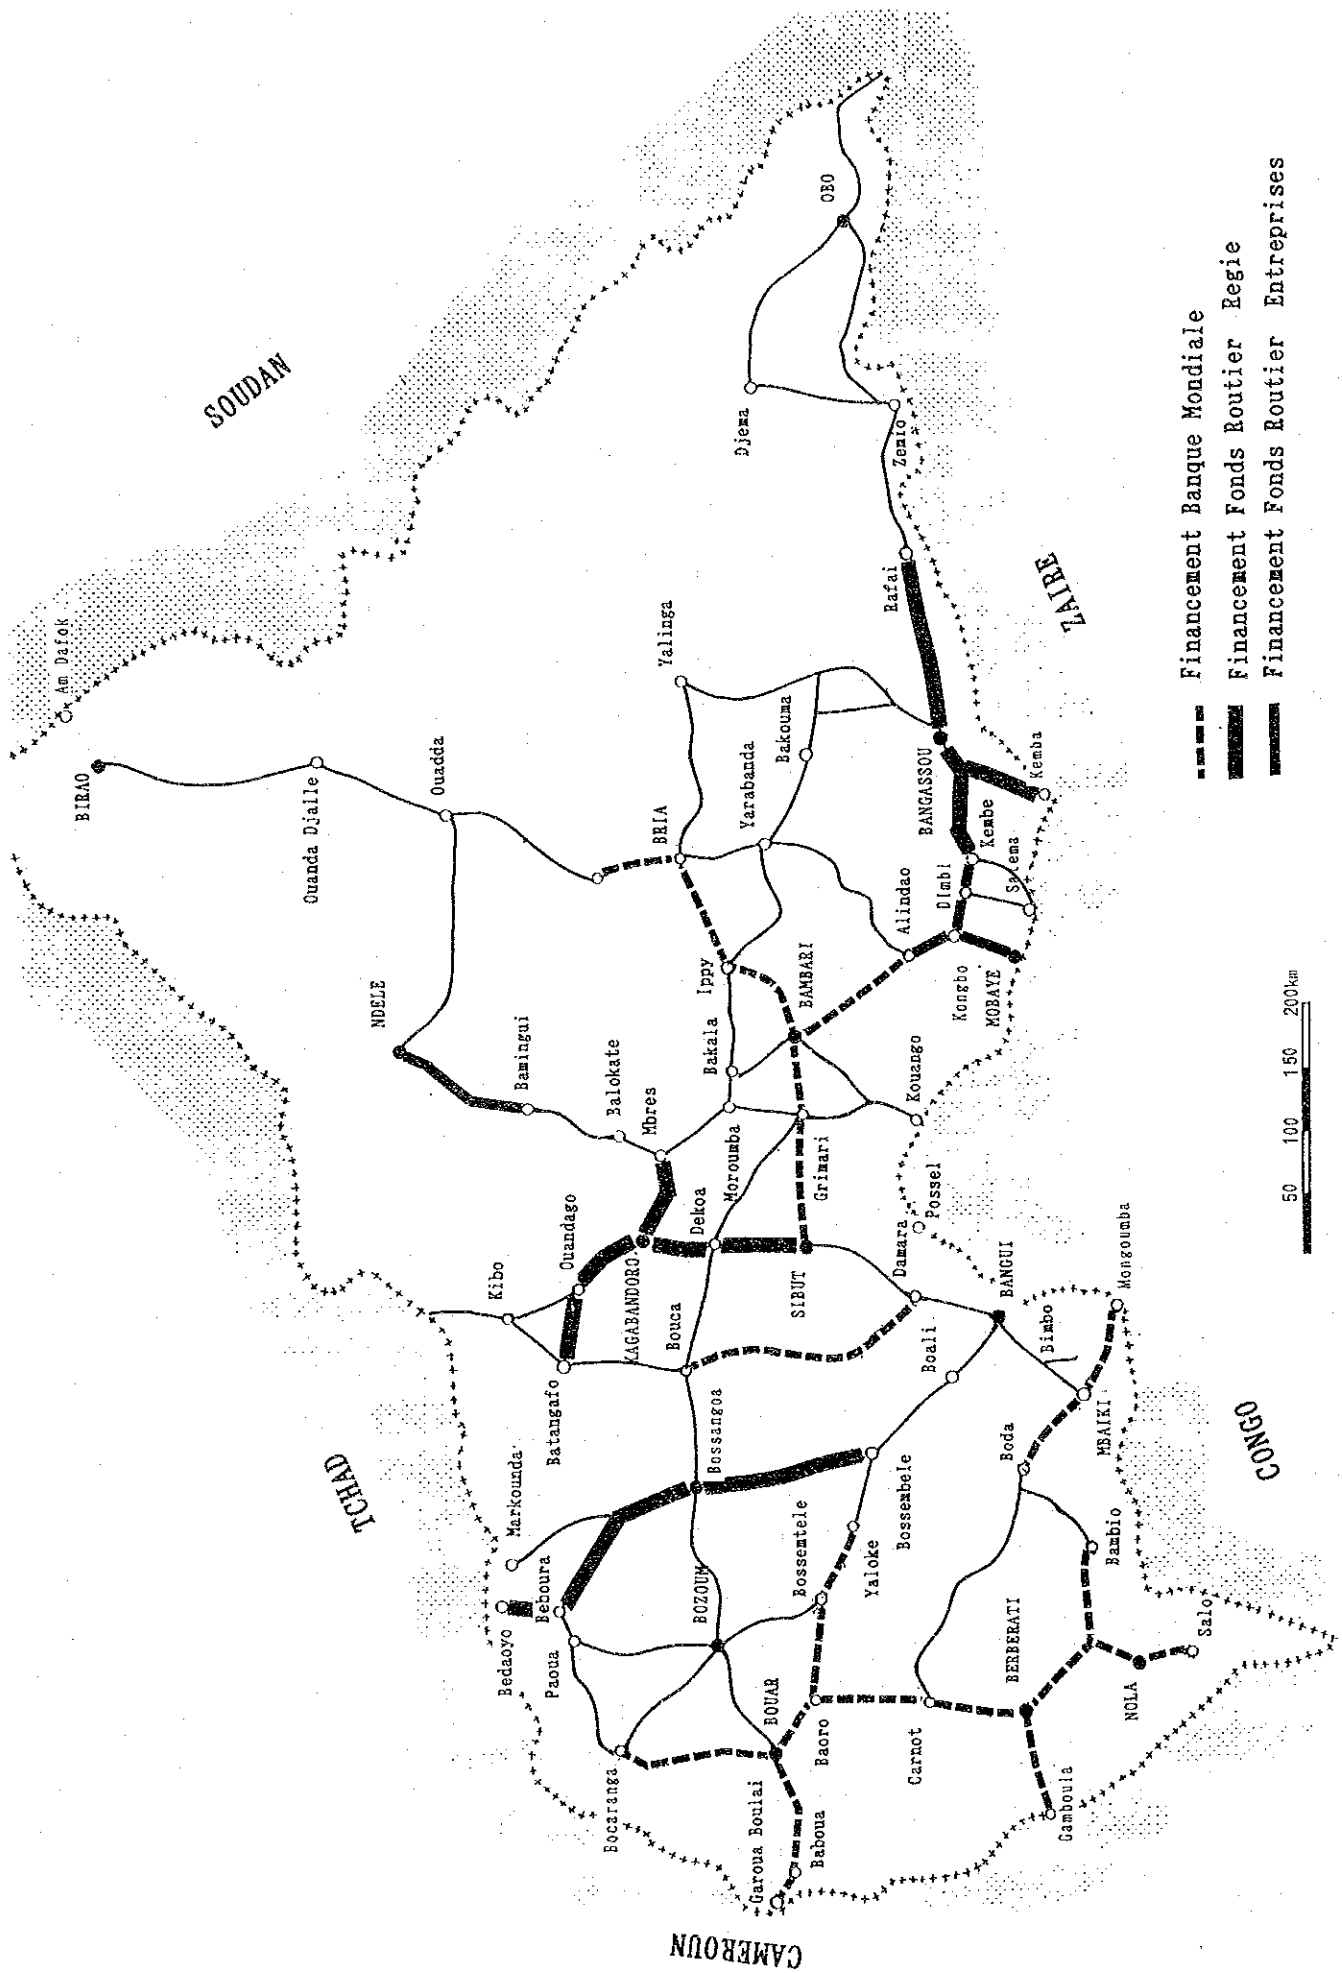 SOUDAN
TCHAD
CAMEROUN
CONGO
ZAIRE
Am Dafok
BIRAO
Ouanda Djalle
Ouadda
NDELE
Bamingui
Balokate
Mbres
Ouandago
Kibo
KAGABANDORO
Dekoa
Batangafo
Bouca
Markounda
Bossangoa
Bedaoyo
Beboura
Paoua
Bocaranga
BOZOUM
BOUAR
Garoua Boulai
Baboua
Baoro
Bossemtele
Yaloke
Bossembele
Boali
Damara
SIBUT
Grimari
Moroumba
Bakala
Ippy
BRIA
Yalinga
Yarabanda
Bakouma
BAMBARI
Alindao
Kouango
Possel
BANGUI
Bimbo
Mongoumba
MBAIKI
Boda
Bambio
Carnot
BERBERATI
Gamboula
NOLA
Salo
Kongbo
MOBAYE
Dimbi
Kembe
Satema
BANGASSOU
Kemba
Rafai
Zemio
Djema
OBO
Financement Banque Mondiale
Financement Fonds Routier Regie
Financement Fonds Routier Entreprises
50 100 150 200km